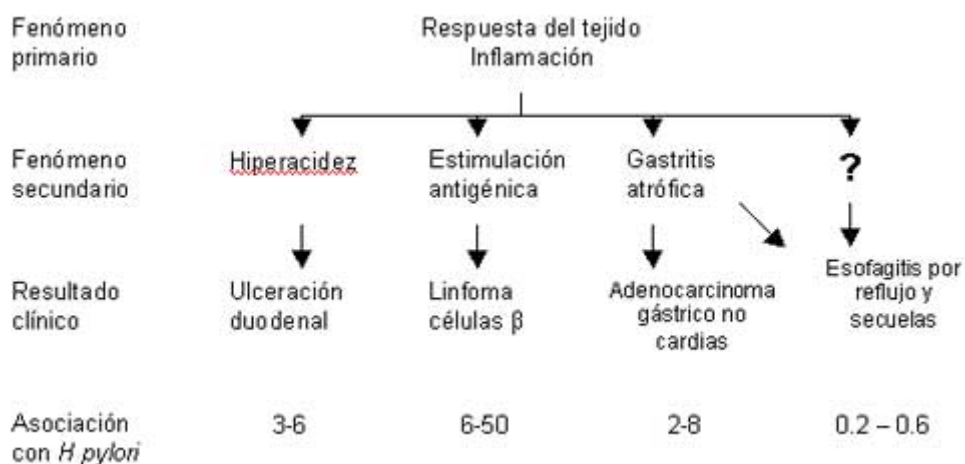 Fenómeno
primario
Respuesta del tejido
Inflamación
Fenómeno
secundario
Hiperacidez
Estimulación
antigénica
Gastritis
atrófica
?
Resultado
clínico
Ulceración
duodenal
Linfoma
células β
Adenocarcinoma
gástrico no
cardias
Esofagitis por
reflujo y
secuelas
Asociación
con H pylori
3-6
6-50
2-8
0.2 – 0.6